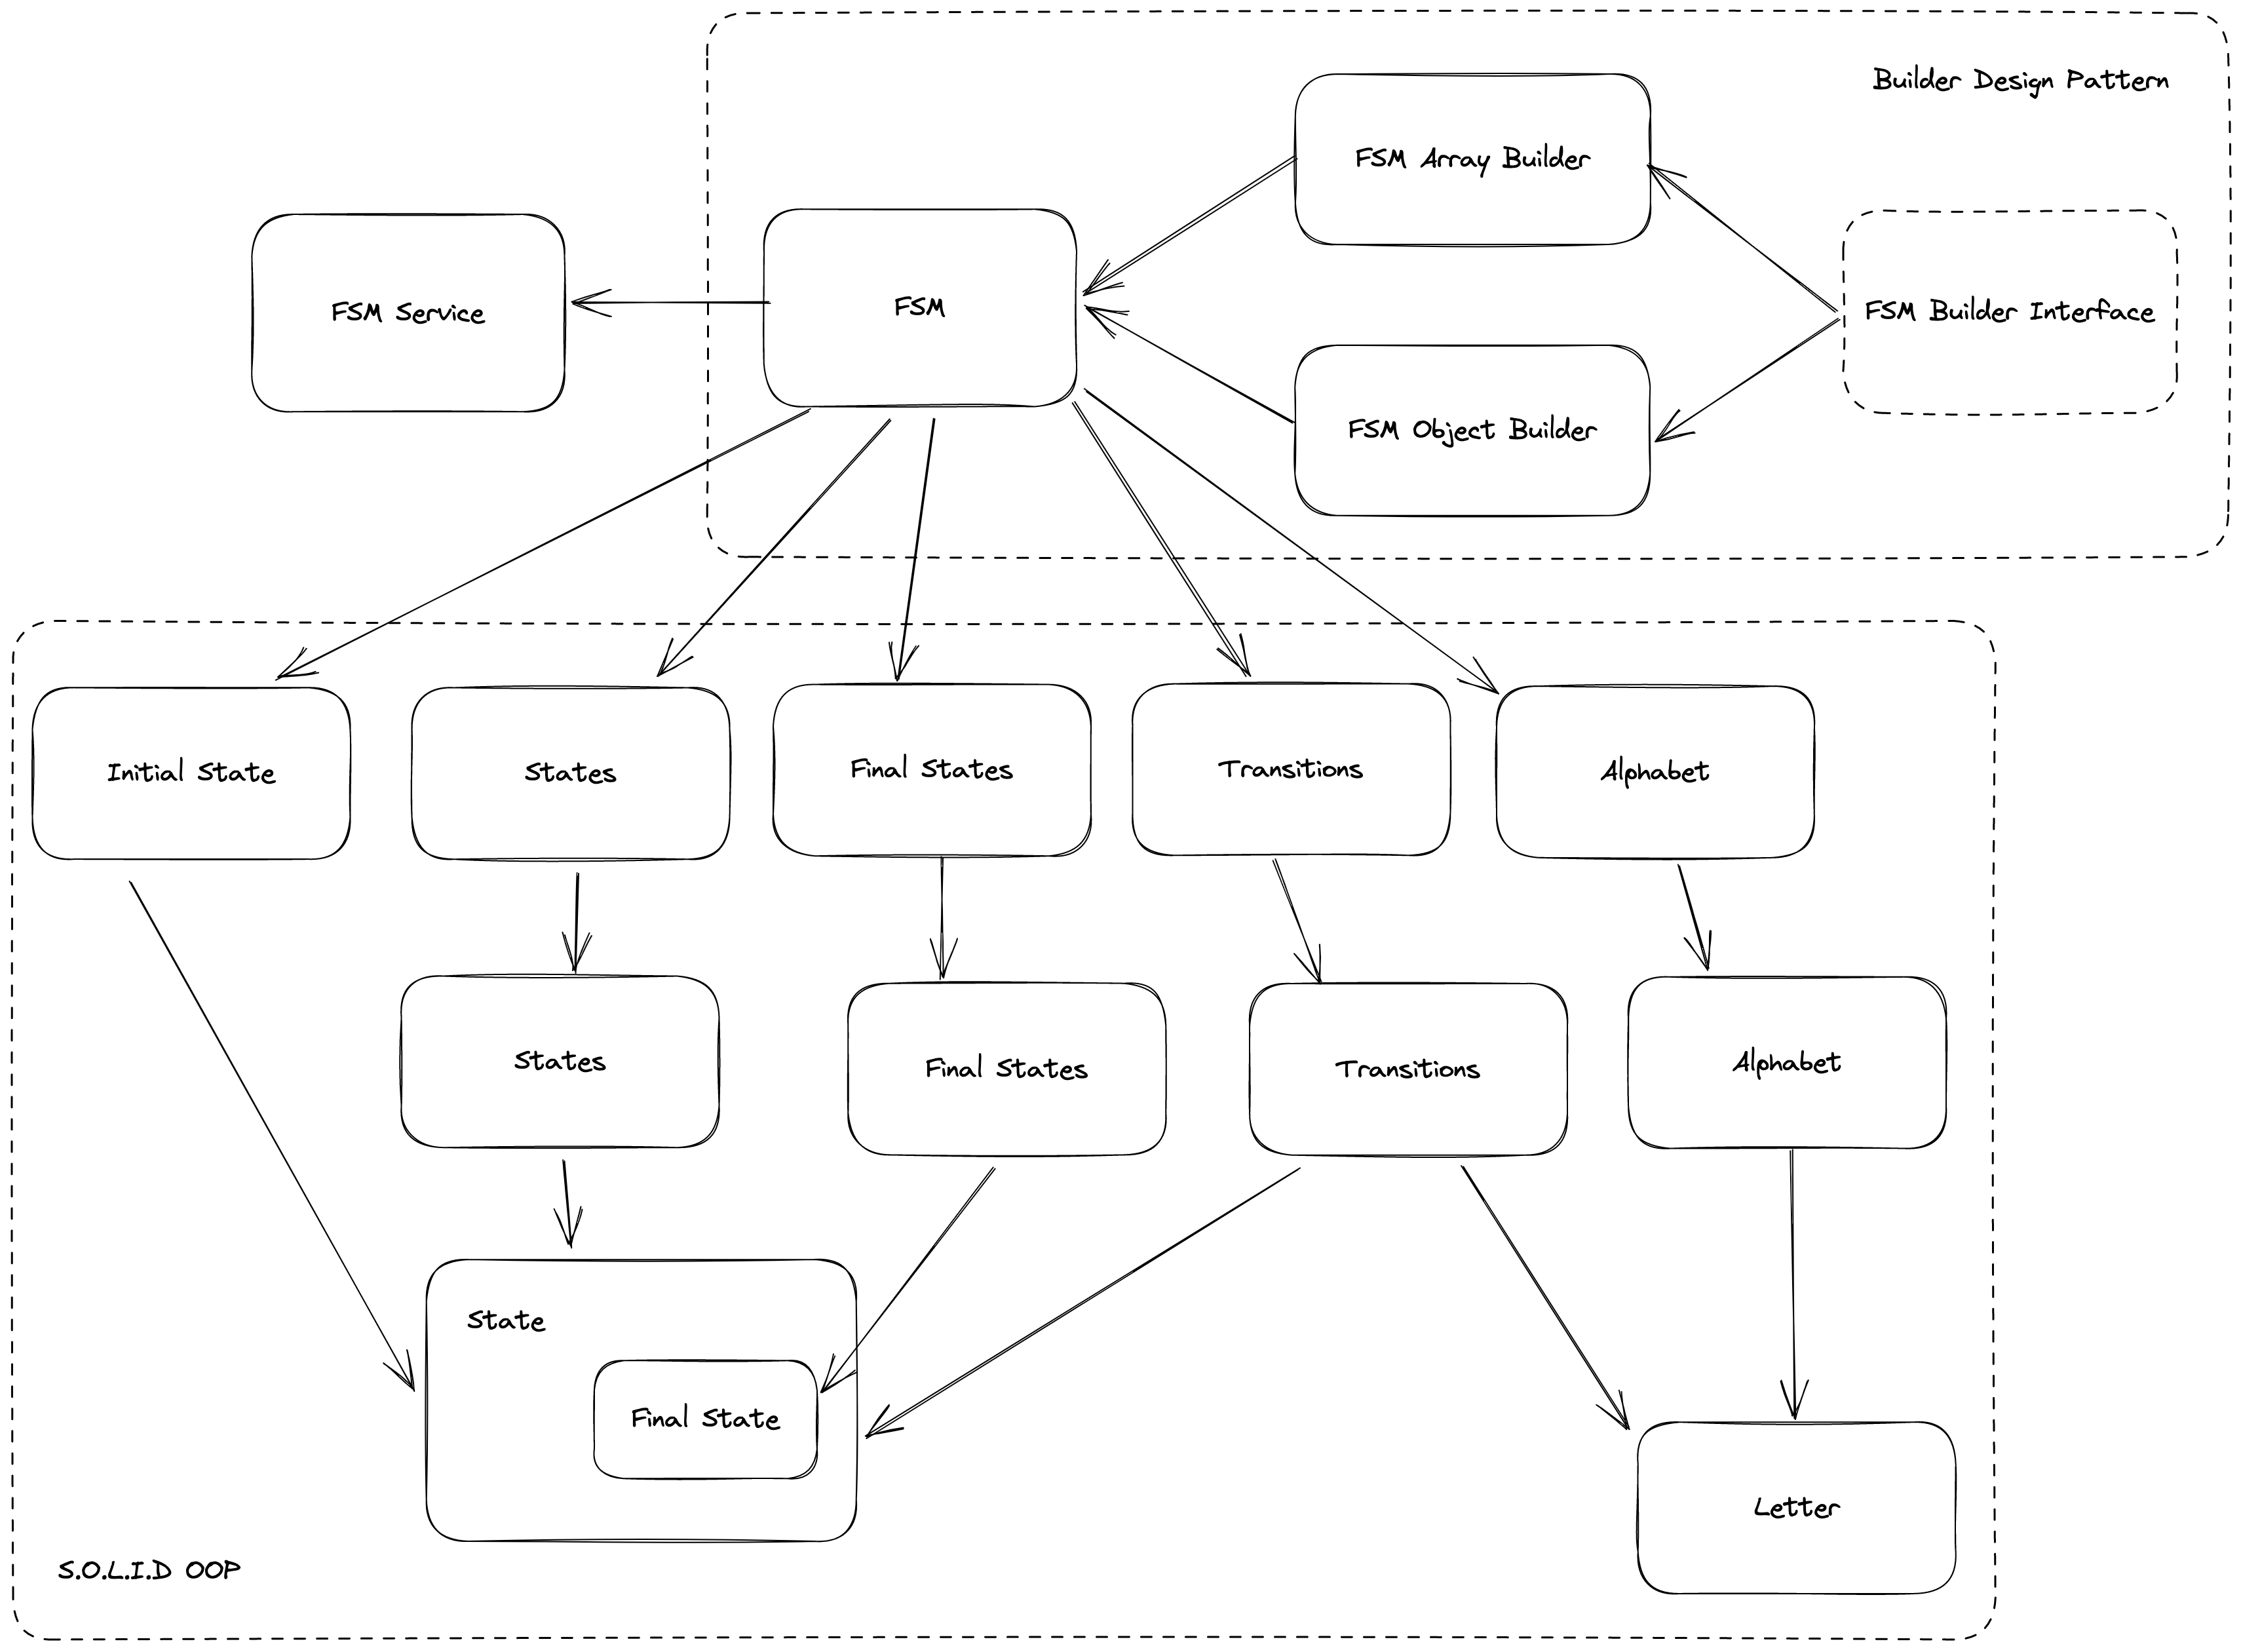 Builder Design Pattern
FSM Array Builder
FSM Service
FSM
FSM Builder Interface
FSM Object Builder
Initial State
States
Final States
Transitions
Alphabet
States
Final States
Transitions
Alphabet
State
Final State
Letter
S.O.L.I.D OOP